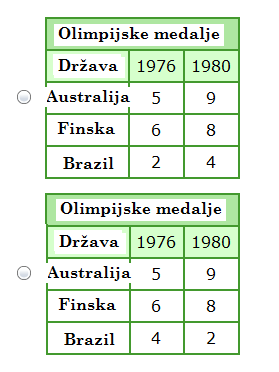 Olimpijske medalje
Država 1976 1980
Australija 5 9
Finska 6 8
Brazil 2 4
Olimpijske medalje
Država 1976 1980
Australija 5 9
Finska 6 8
Brazil 4 2